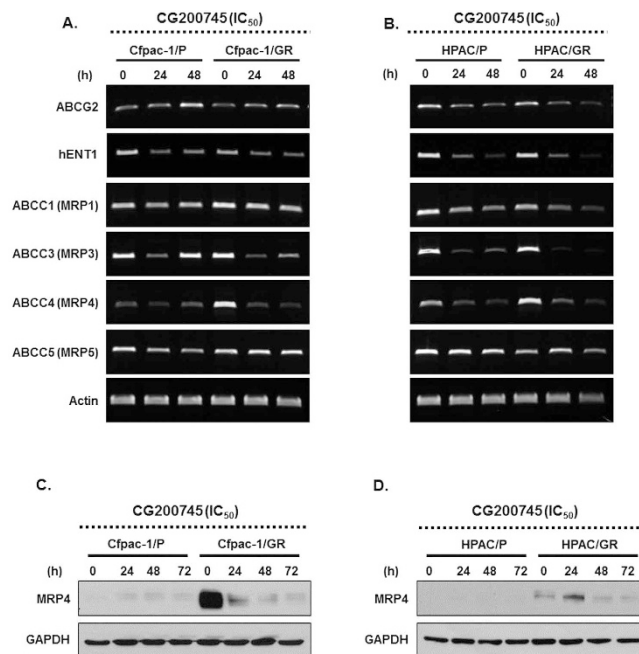 A.
CG200745(IC50)
Cfpac-1/P Cfpac-1/GR
(h) 0 24 48 0 24 48
ABCG2
hENT1
ABCC1 (MRP1)
ABCC3 (MRP3)
ABCC4 (MRP4)
ABCC5 (MRP5)
Actin
B.
CG200745(IC50)
HPAC/P HPAC/GR
0 24 48 0 24 48
C.
CG200745(IC50)
Cfpac-1/P Cfpac-1/GR
(h) 0 24 48 72 0 24 48 72
MRP4
GAPDH
D.
CG200745(IC50)
HPAC/P HPAC/GR
(h) 0 24 48 72 0 24 48 72
MRP4
GAPDH